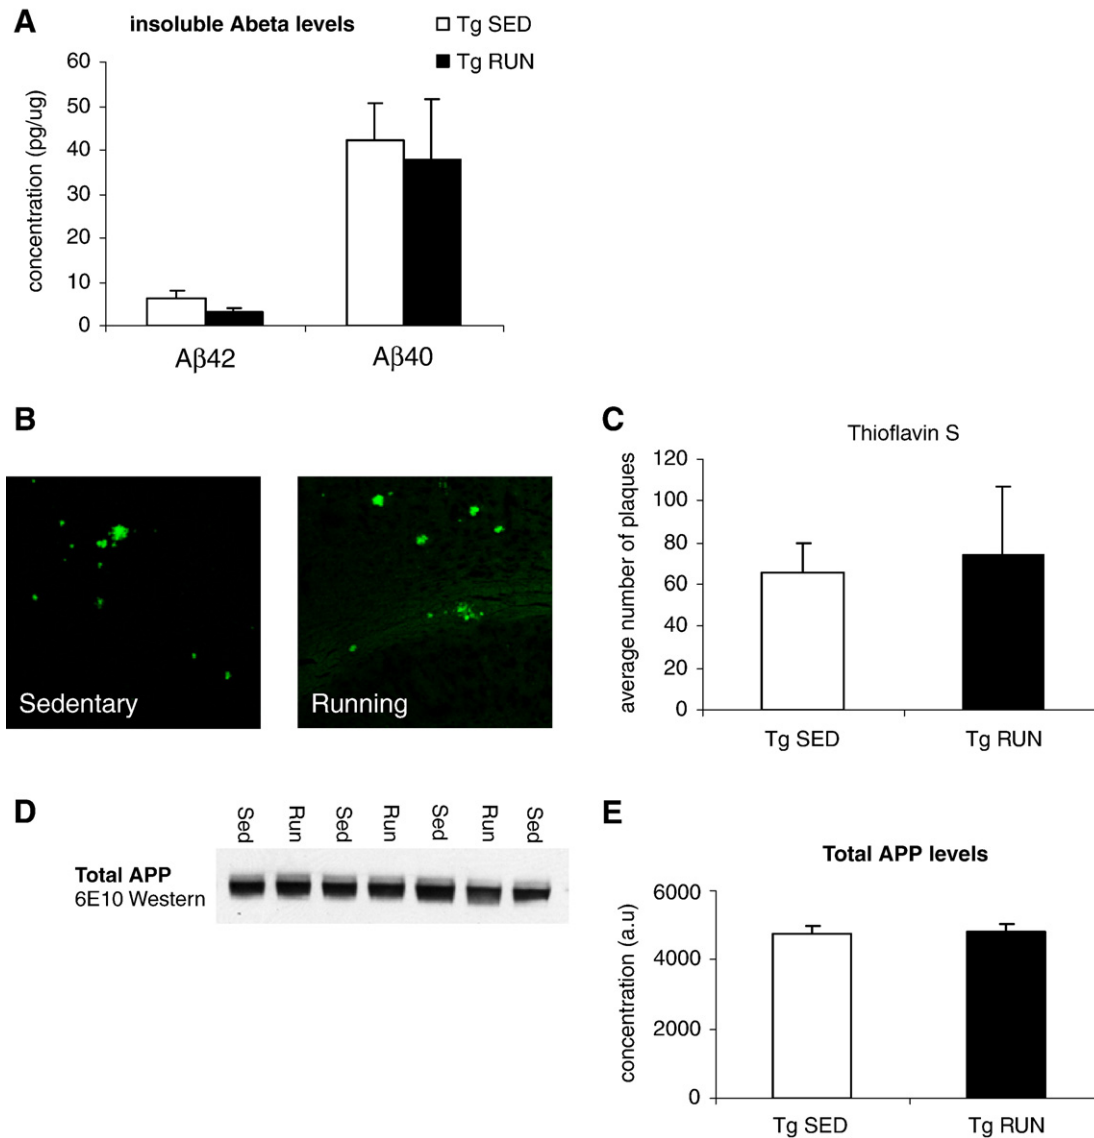 A
insoluble Abeta levels
Tg SED
Tg RUN
concentration (pg/ug)
60
50
40
30
20
10
0
Aβ42
Aβ40
B
Sedentary
Running
C
Thioflavin S
average number of plaques
120
100
80
60
40
20
0
Tg SED
Tg RUN
D
Sed
Run
Sed
Run
Sed
Run
Sed
Total APP
6E10 Western
E
Total APP levels
concentration (a.u)
6000
4000
2000
0
Tg SED
Tg RUN